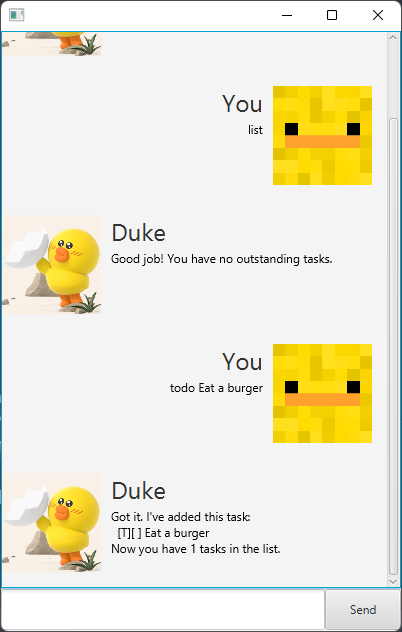 You
list
Duke
Good job! You have no outstanding tasks.
You
todo Eat a burger
Duke
Got it. I've added this task:
[T][ ] Eat a burger
Now you have 1 tasks in the list.
Send